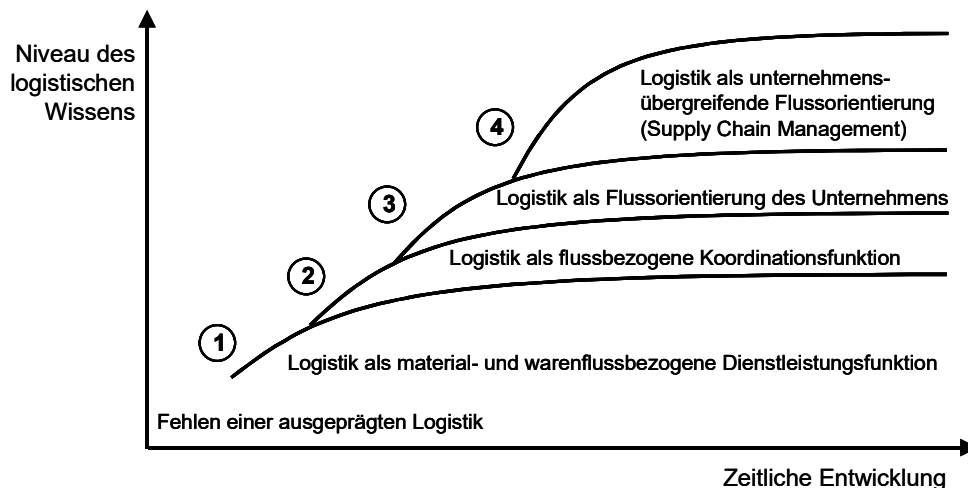 Niveau des
logistischen
Wissens
4
Logistik als unternehmens-
übergreifende Flussorientierung
(Supply Chain Management)
3
Logistik als Flussorientierung des Unternehmens
2
Logistik als flussbezogene Koordinationsfunktion
1
Logistik als material- und warenflussbezogene Dienstleistungsfunktion
Fehlen einer ausgeprägten Logistik
Zeitliche Entwicklung